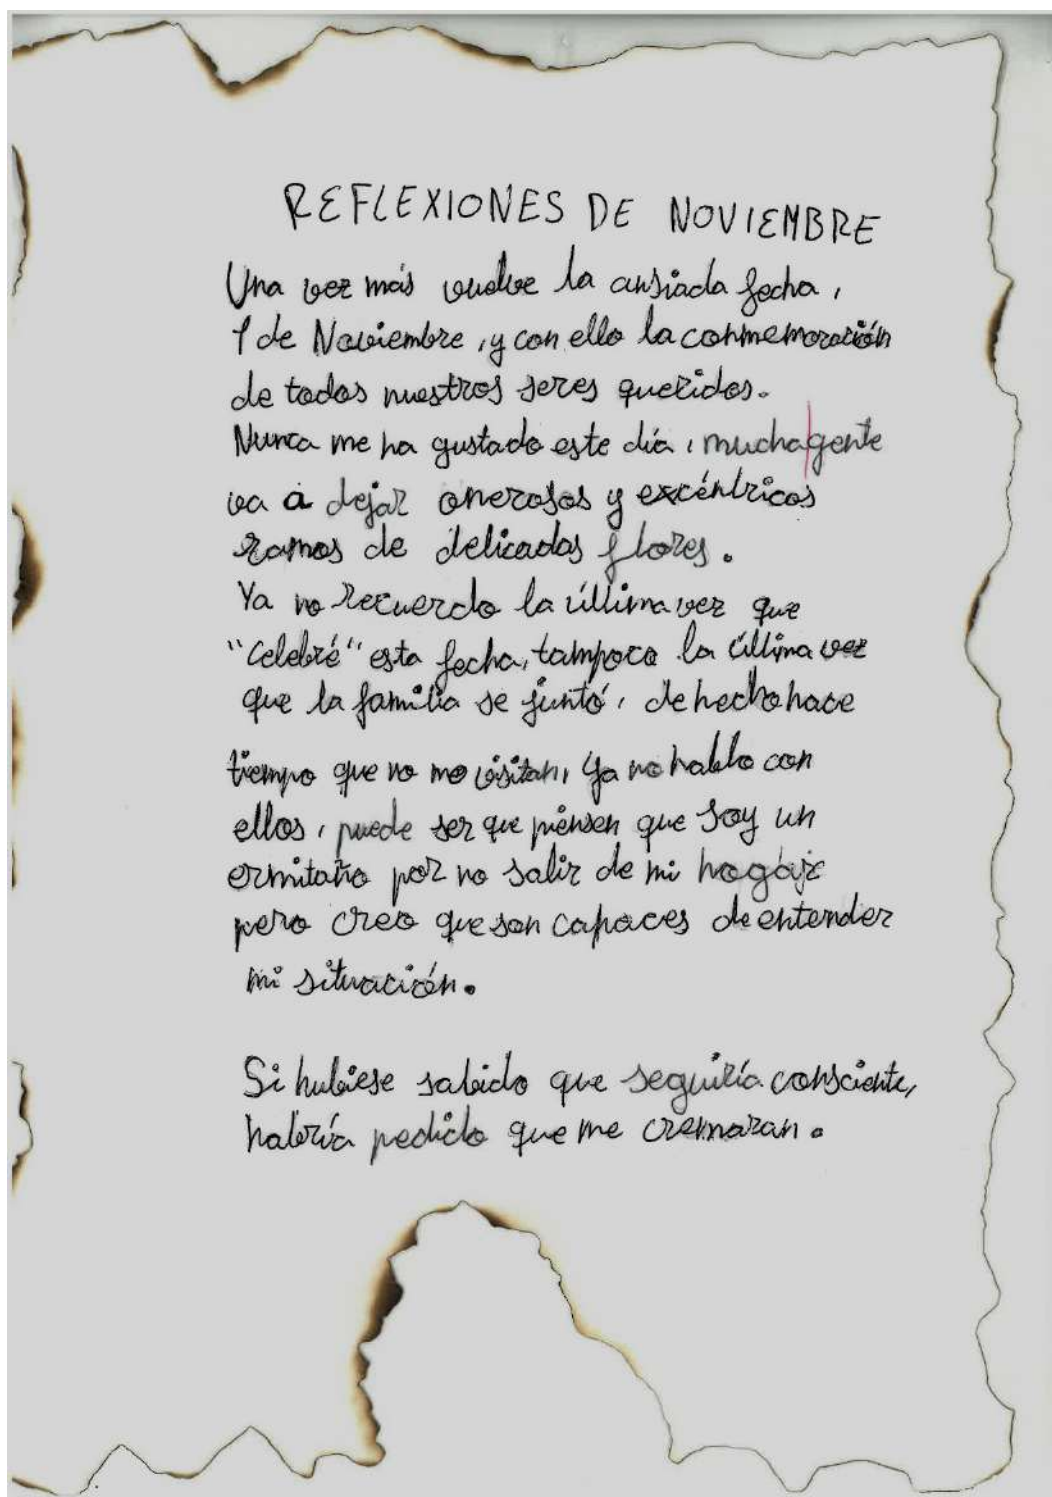 REFLEXIONES DE NOVIEMBRE
Una vez más vuelve la ansiada fecha,
1 de Noviembre, y con ello la conmemoración
de todos nuestros seres queridos.
Nunca me ha gustado este día, mucha gente
va a dejar onerosos y excéntricos
ramos de delicadas flores.
Ya no recuerdo la última vez que
"celebré" esta fecha, tampoco la última vez
que la familia se juntó, de hecho hace
tiempo que no me visitan, ya no hablo con
ellos, puede ser que piensen que soy un
ermitaño por no salir de mi hogar
pero creo que son capaces de entender
mi situación.
Si hubiese sabido que seguiría consciente,
habría pedido que me cremaran.